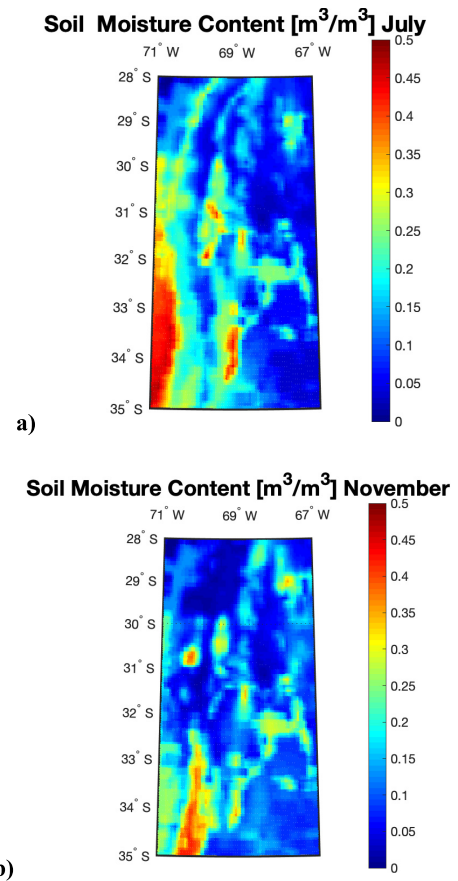 Soil  Moisture Content [m³/m³] July
71° W 69° W 67° W
0.5
28° S
0.45
29° S
0.4
30° S
0.35
0.3
31° S
0.25
32° S
0.2
33° S
0.15
0.1
34° S
0.05
35° S
0
a)
Soil Moisture Content [m³/m³] November
71° W 69° W 67° W
0.5
28° S
0.45
29° S
0.4
30° S
0.35
0.3
31° S
0.25
32° S
0.2
33° S
0.15
34° S
0.1
0.05
35° S
0
b)